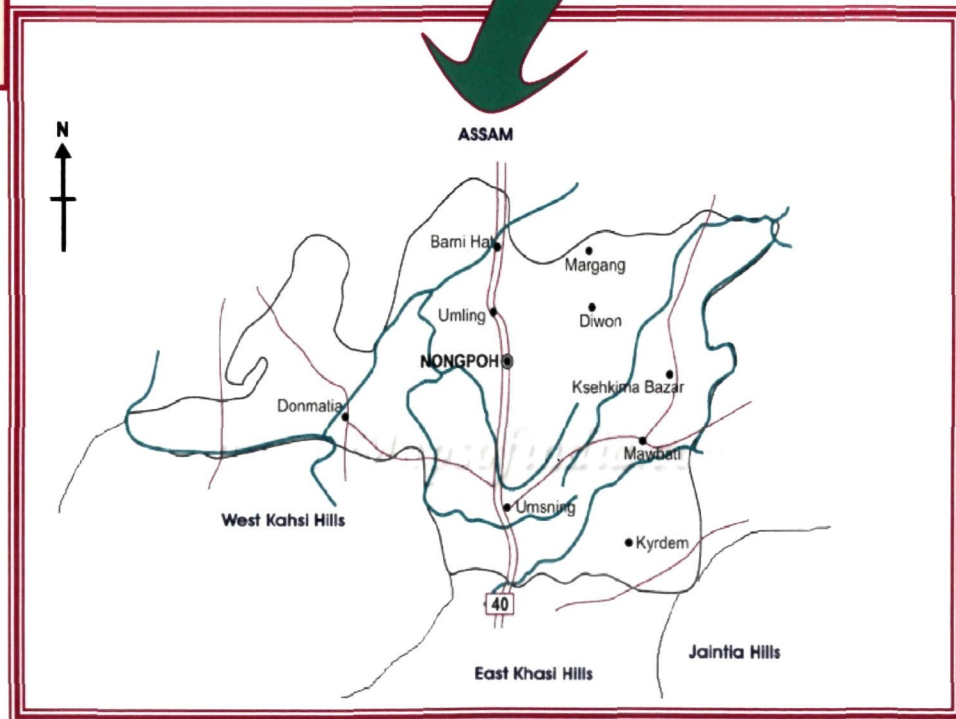 N
ASSAM
Barni Hat
Margang
Umling
Diwon
NONGPOH
Ksehkima Bazar
Donmatia
Mawbati
Umsning
West Kahsi Hills
Kyrdem
40
Jaintia Hills
East Khasi Hills